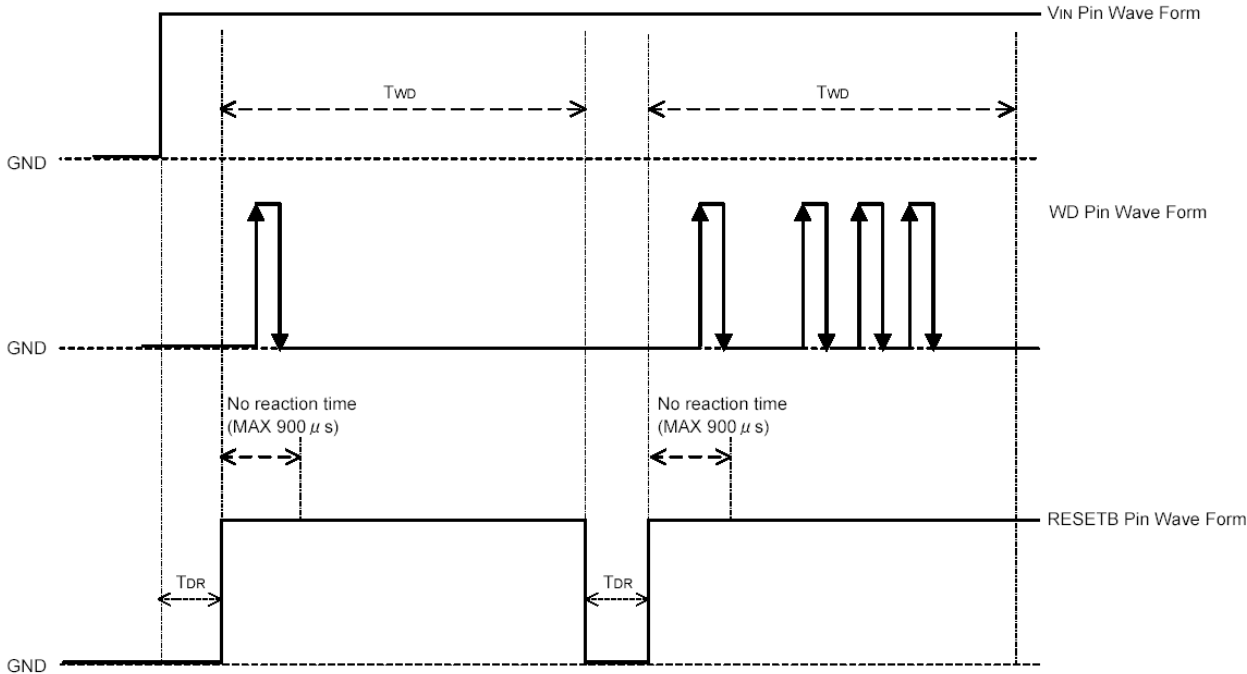 VIN Pin Wave Form
TWD
TWD
GND
WD Pin Wave Form
GND
No reaction time
(MAX 900 μ s)
No reaction time
(MAX 900 μ s)
RESETB Pin Wave Form
TDR
TDR
GND